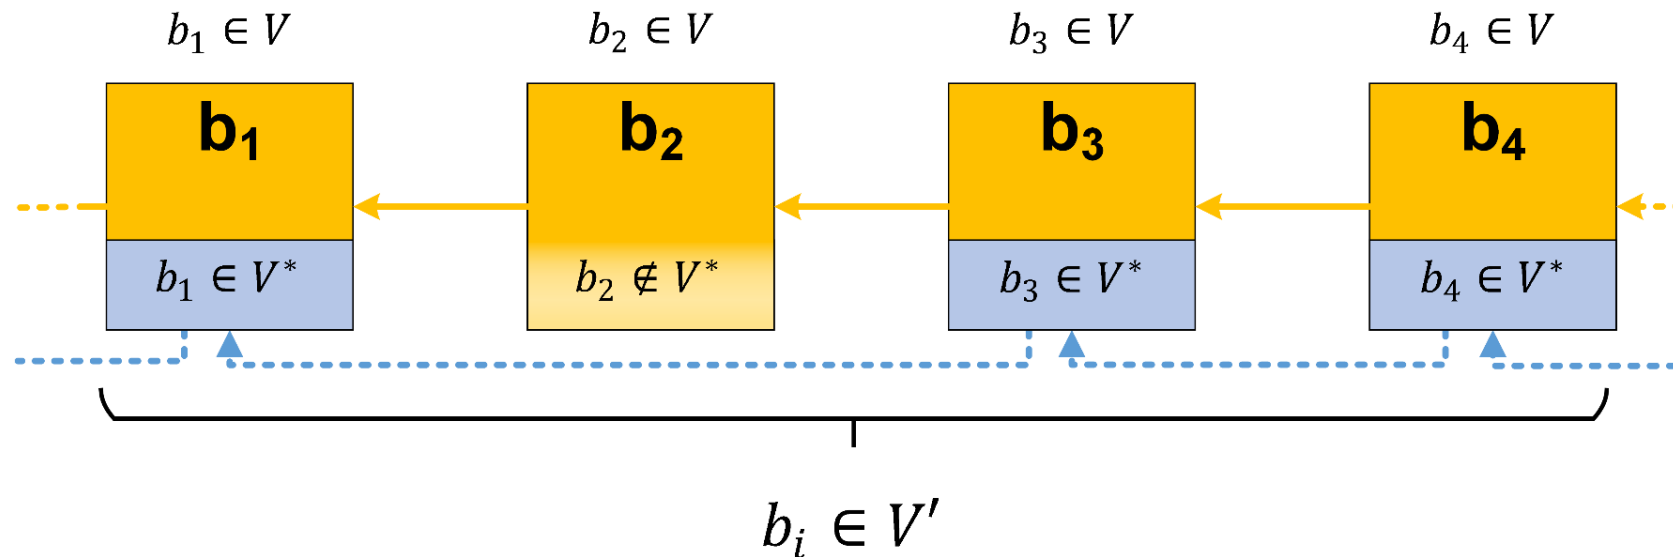 b₁ ∈ V b₂ ∈ V b₃ ∈ V b₄ ∈ V
b₁ b₂ b₃ b₄
b₁ ∈ V* b₂ ∉ V* b₃ ∈ V* b₄ ∈ V*
bᵢ ∈ V′